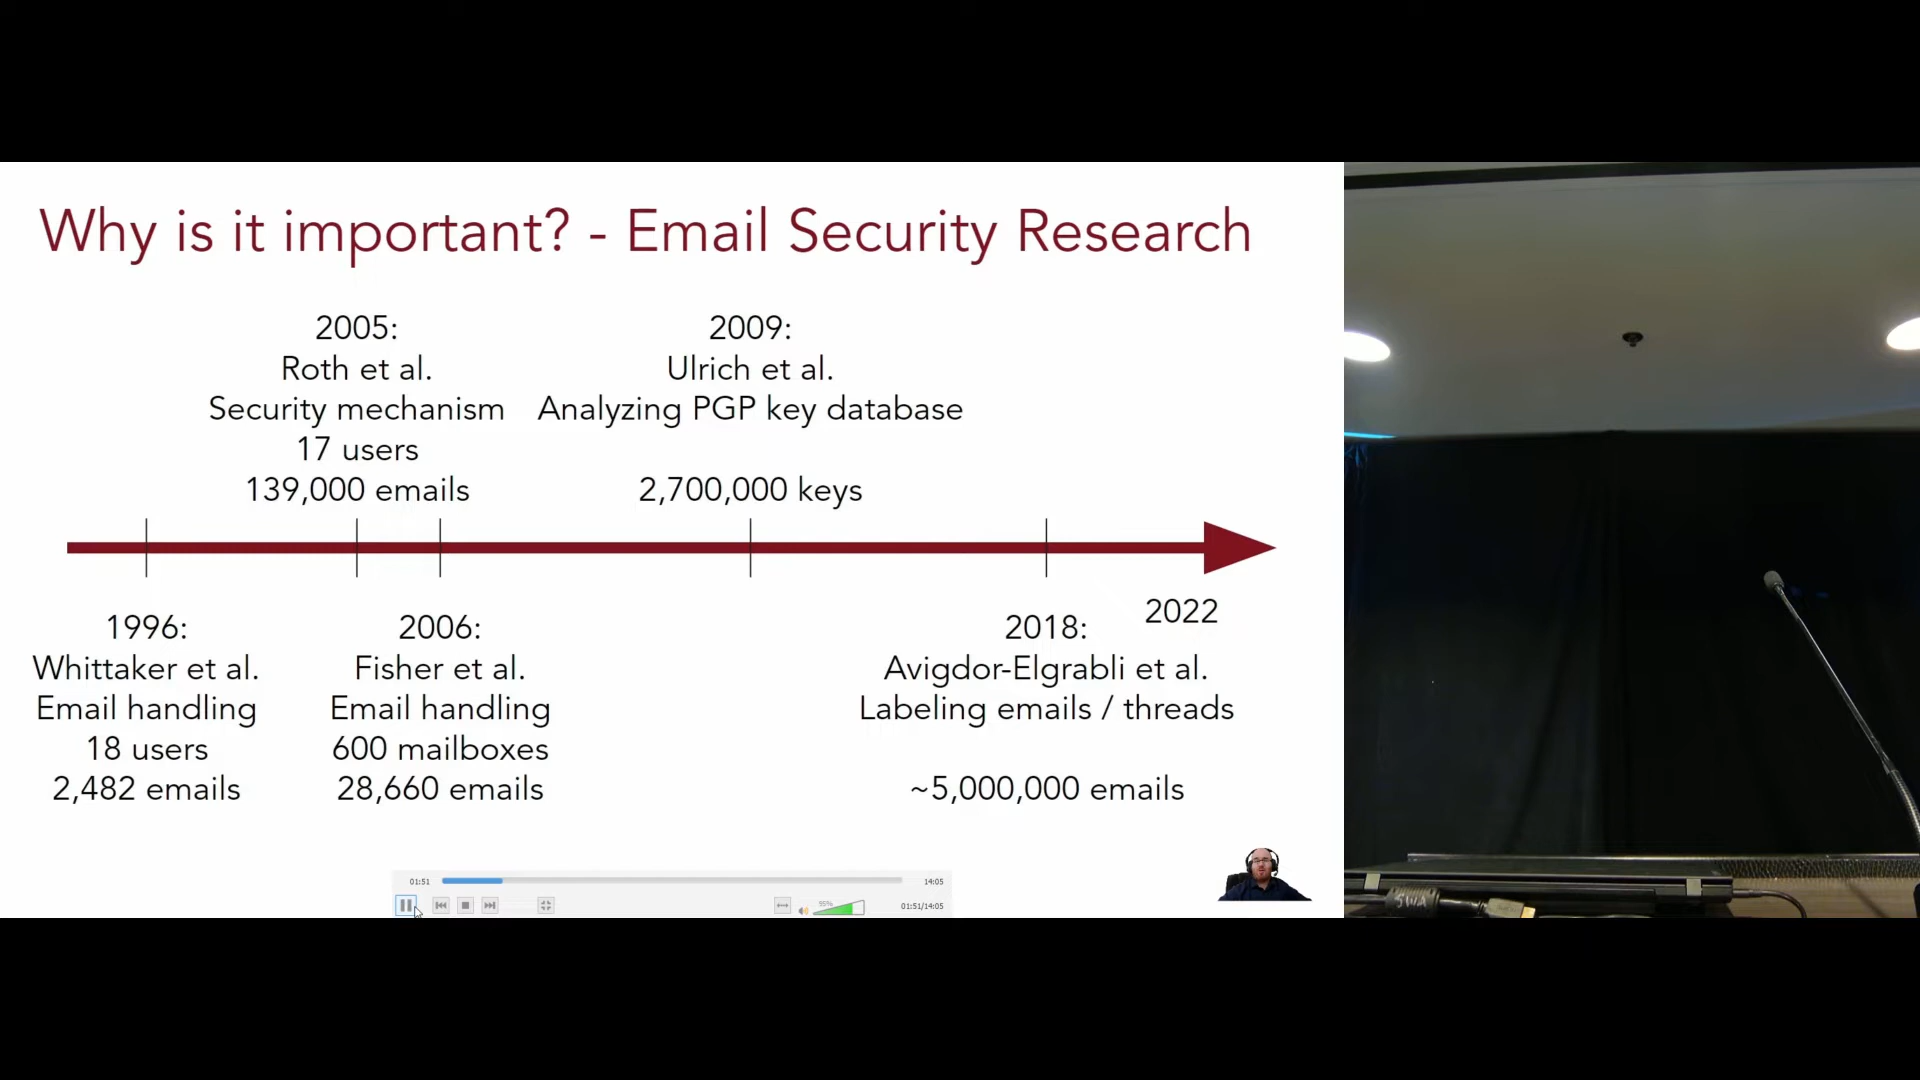 Why is it important? - Email Security Research
2005:
Roth et al.
Security mechanism
17 users
139,000 emails
2009:
Ulrich et al.
Analyzing PGP key database
2,700,000 keys
1996:
Whittaker et al.
Email handling
18 users
2,482 emails
2006:
Fisher et al.
Email handling
600 mailboxes
28,660 emails
2018:
Avigdor-Elgrabli et al.
Labeling emails / threads
~5,000,000 emails
2022
01:51
14:05
95%
01:51/14:05
SWA